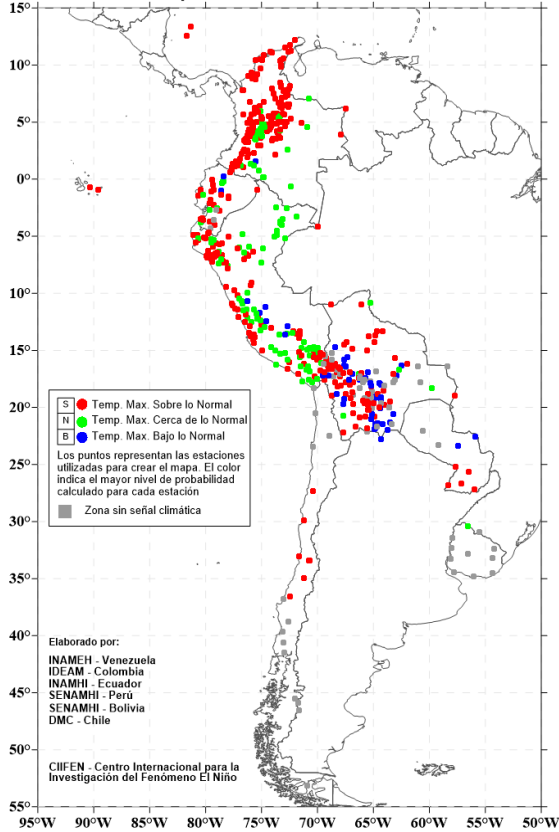 15°
10°
5°
0°
5°
10°
15°
20°
25°
30°
35°
40°
45°
50°
55°
S Temp. Max. Sobre lo Normal
N Temp. Max. Cerca de lo Normal
B Temp. Max. Bajo lo Normal
Los puntos representan las estaciones
utilizadas para crear el mapa. El color
indica el mayor nivel de probabilidad
calculado para cada estación
Zona sin señal climática
Elaborado por:
INAMEH - Venezuela
IDEAM - Colombia
INAMHI - Ecuador
SENAMHI - Perú
SENAMHI - Bolivia
DMC - Chile
CIIFEN - Centro Internacional para la
Investigación del Fenómeno El Niño
95°W 90°W 85°W 80°W 75°W 70°W 65°W 60°W 55°W 50°W